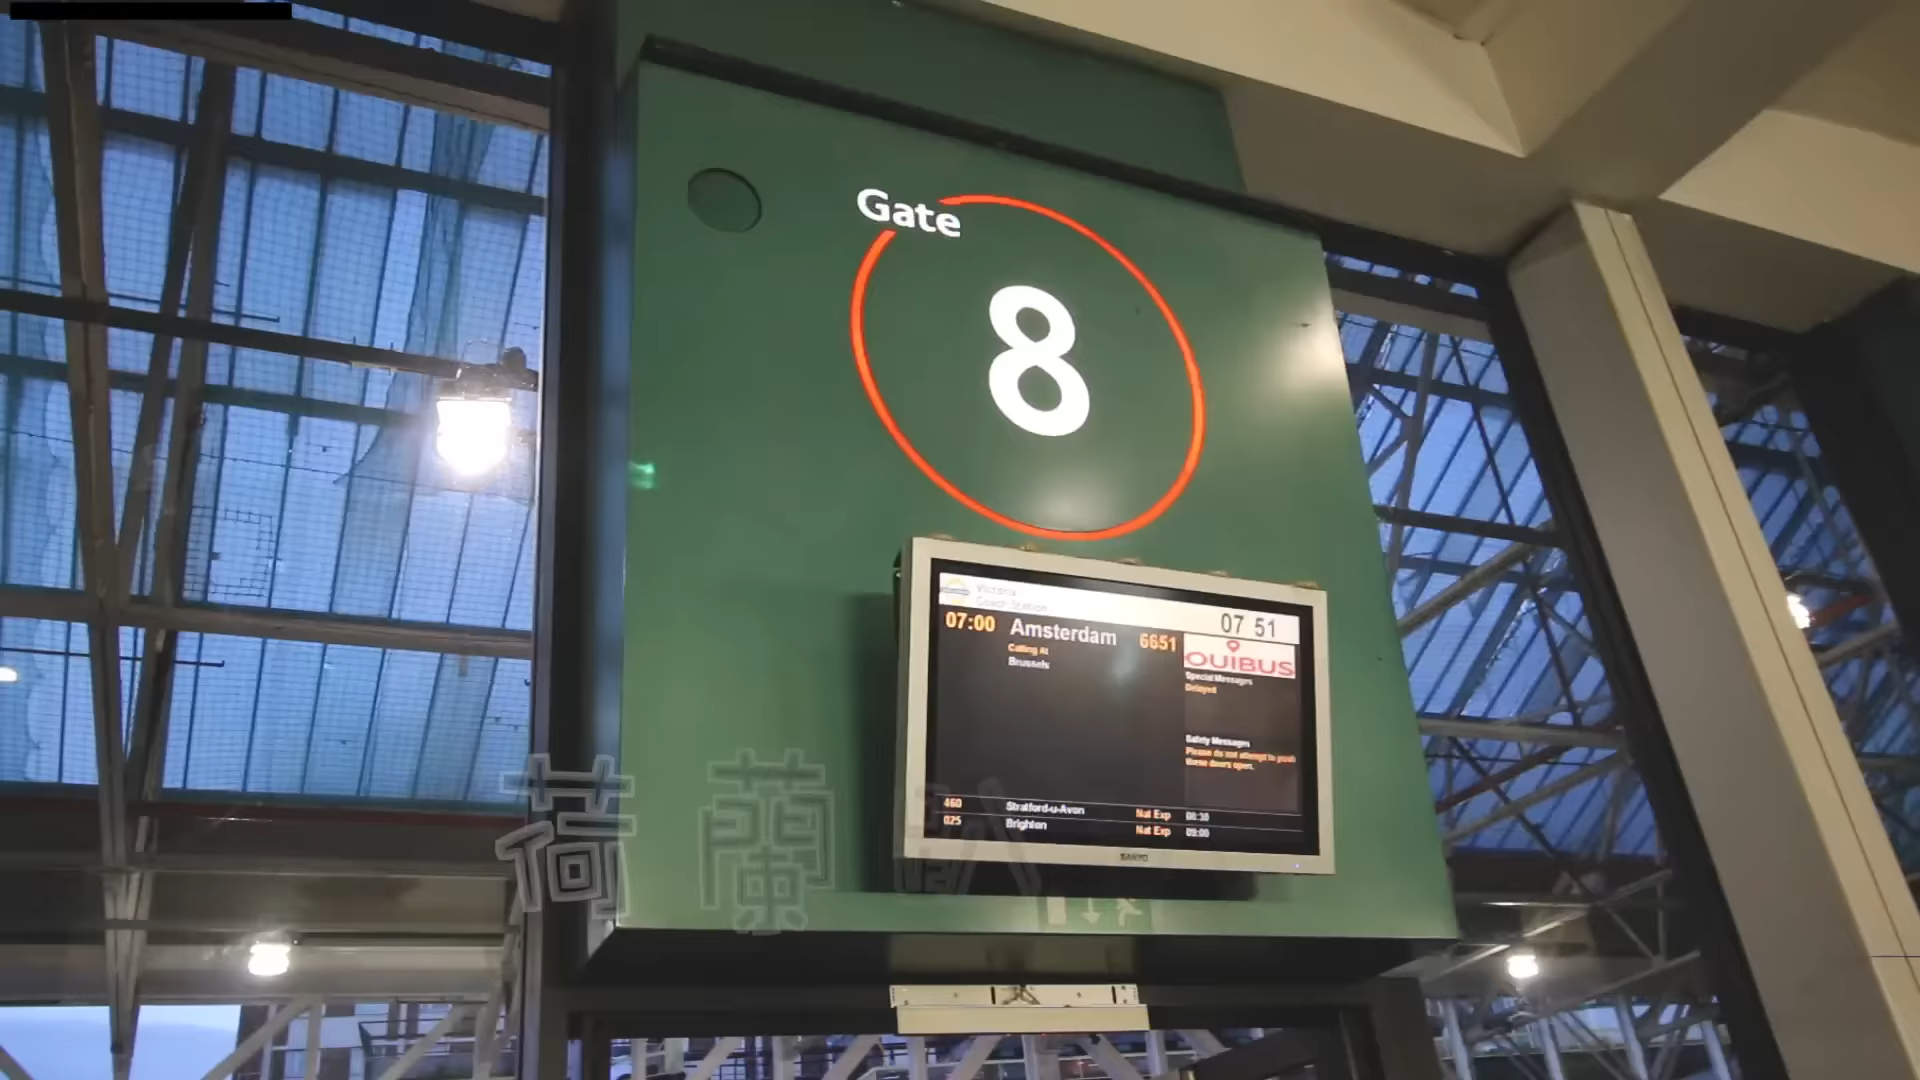 Gate
8
Victoria
Coach Station
07 51
07:00 Amsterdam 6651
OUIBUS
Calling At
Brussels
Special Messages
Delayed
Safety Messages
Please do not attempt to push
these doors open.
460 Stratford-u-Avon Nat Exp 08:30
025 Brighton Nat Exp 09:00
SANYO
荷蘭